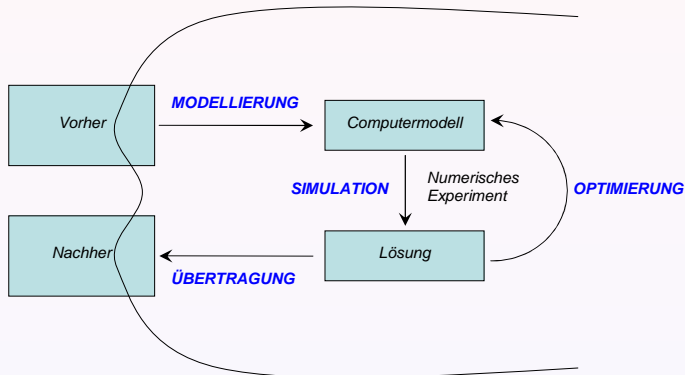 MODELLIERUNG
Vorher
Computermodell
SIMULATION
Numerisches
Experiment
OPTIMIERUNG
Nachher
Lösung
ÜBERTRAGUNG